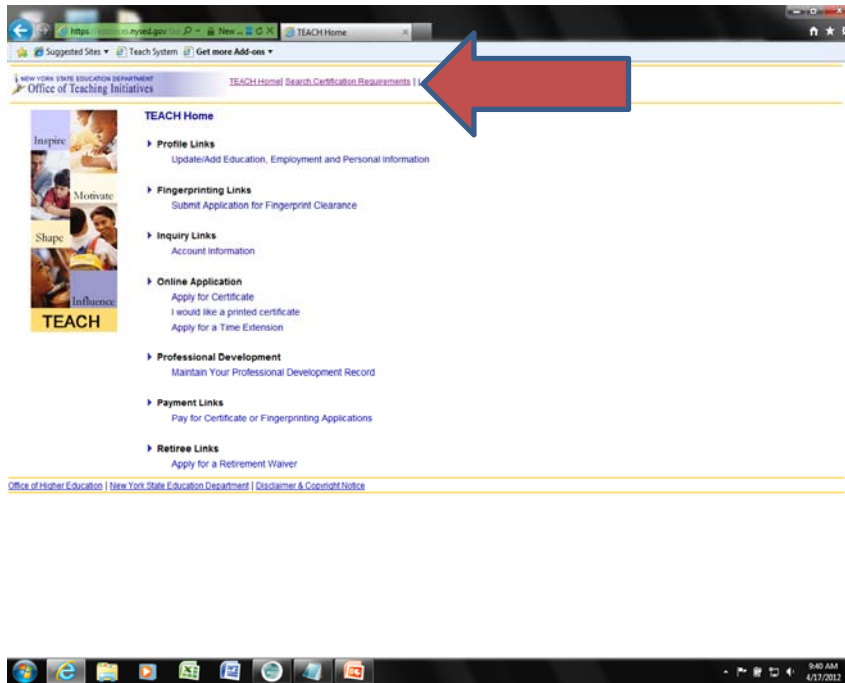 https nysed.gov New ... TEACH Home
Suggested Sites Teach System Get more Add-ons
NEW YORK STATE EDUCATION DEPARTMENT
Office of Teaching Initiatives
TEACH Home| Search Certification Requirements |
Inspire
Motivate
Shape
Influence
TEACH
TEACH Home
Profile Links
Update/Add Education, Employment and Personal Information
Fingerprinting Links
Submit Application for Fingerprint Clearance
Inquiry Links
Account Information
Online Application
Apply for Certificate
I would like a printed certificate
Apply for a Time Extension
Professional Development
Maintain Your Professional Development Record
Payment Links
Pay for Certificate or Fingerprinting Applications
Retiree Links
Apply for a Retirement Waiver
Office of Higher Education | New York State Education Department | Disclaimer & Copyright Notice
9:40 AM
4/17/2012